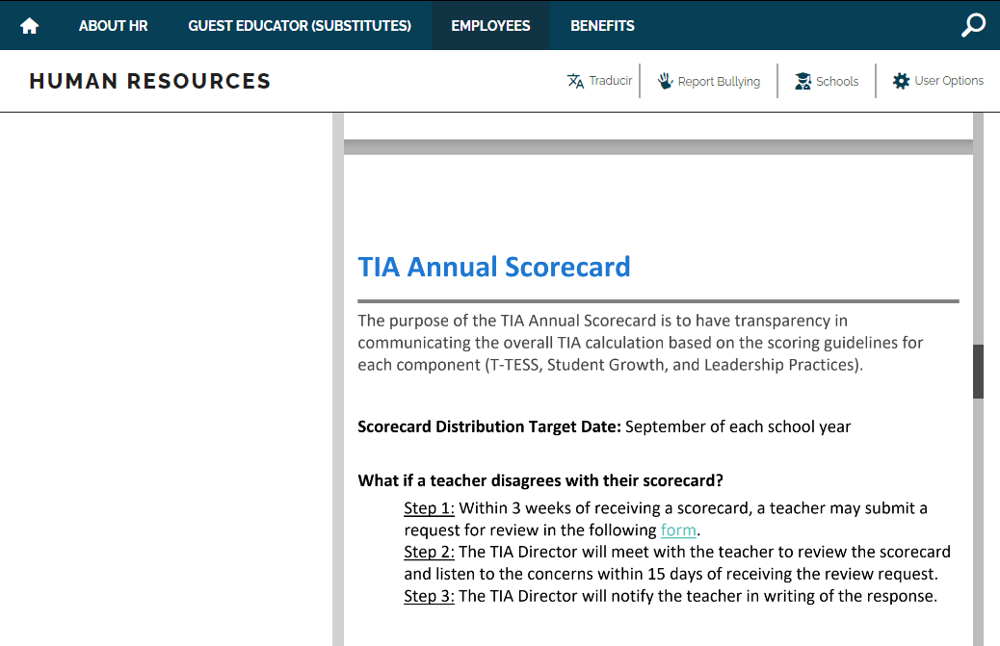 ABOUT HR GUEST EDUCATOR (SUBSTITUTES) EMPLOYEES BENEFITS
HUMAN RESOURCES Traducir Report Bullying Schools User Options
TIA Annual Scorecard
The purpose of the TIA Annual Scorecard is to have transparency in
communicating the overall TIA calculation based on the scoring guidelines for
each component (T-TESS, Student Growth, and Leadership Practices).
Scorecard Distribution Target Date: September of each school year
What if a teacher disagrees with their scorecard?
Step 1: Within 3 weeks of receiving a scorecard, a teacher may submit a
request for review in the following form.
Step 2: The TIA Director will meet with the teacher to review the scorecard
and listen to the concerns within 15 days of receiving the review request.
Step 3: The TIA Director will notify the teacher in writing of the response.